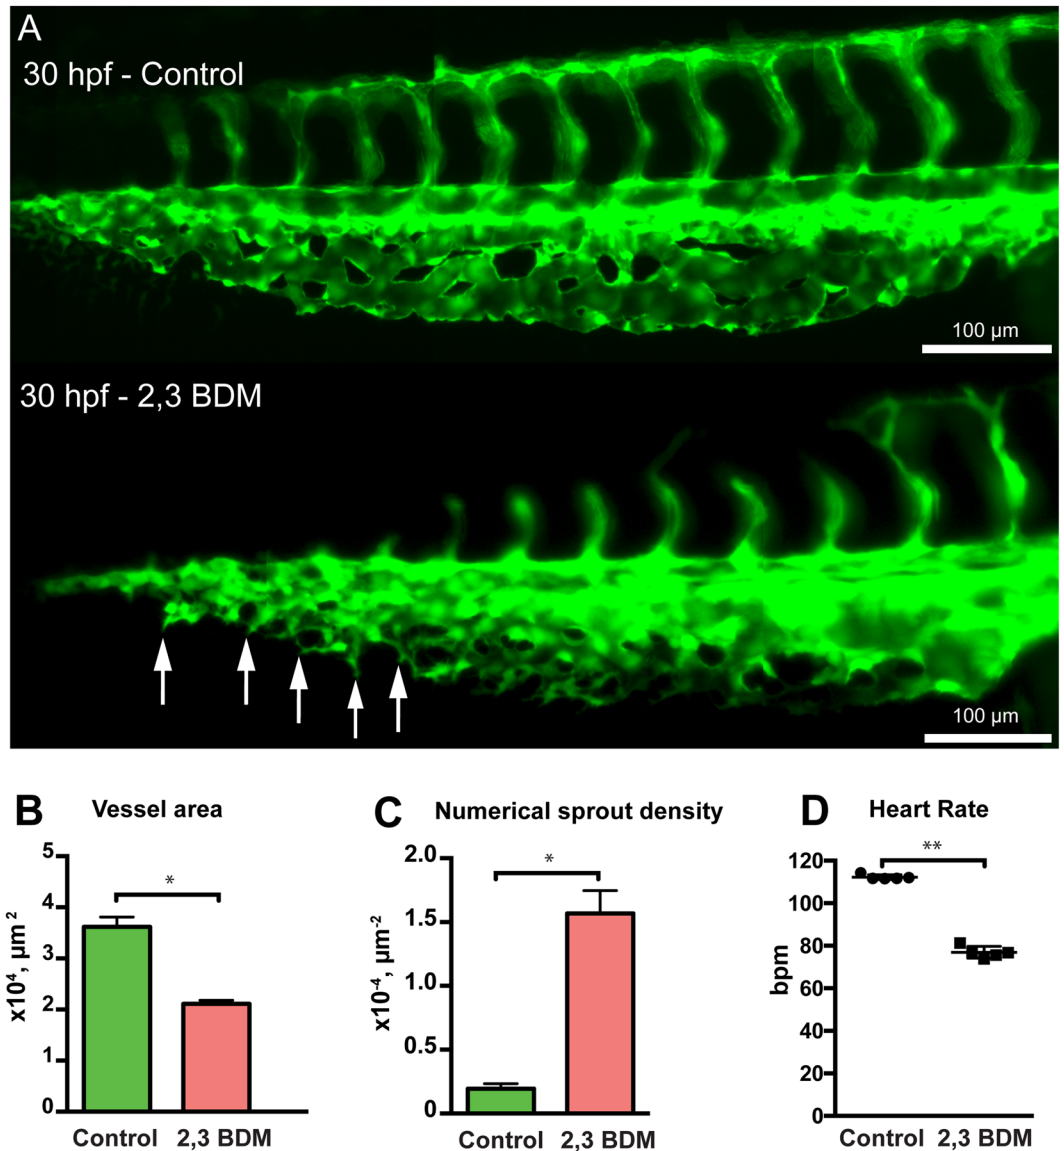 A
30 hpf - Control
100 µm
30 hpf - 2,3 BDM
100 µm
B
Vessel area
5
4
3
2
1
0
x10⁴, µm²
*
Control
2,3 BDM
C
Numerical sprout density
2.0
1.5
1.0
0.5
0
x10⁻⁴, µm⁻²
*
Control
2,3 BDM
D
Heart Rate
120
100
80
60
40
20
0
bpm
**
Control
2,3 BDM